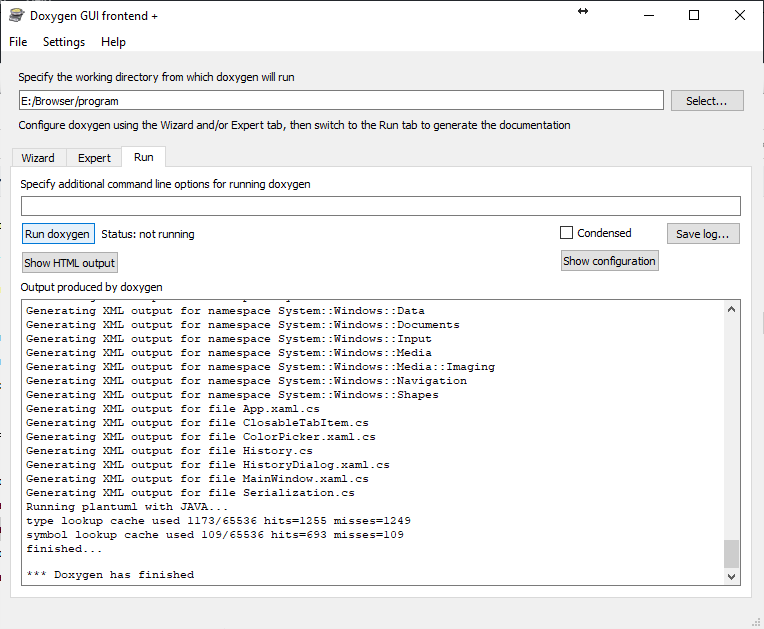 Doxygen GUI frontend +
File Settings Help
Specify the working directory from which doxygen will run
E:/Browser/program
Select...
Configure doxygen using the Wizard and/or Expert tab, then switch to the Run tab to generate the documentation
Wizard Expert Run
Specify additional command line options for running doxygen
Run doxygen Status: not running Condensed Save log...
Show HTML output Show configuration
Output produced by doxygen
Generating XML output for namespace System::Windows::Data
Generating XML output for namespace System::Windows::Documents
Generating XML output for namespace System::Windows::Input
Generating XML output for namespace System::Windows::Media
Generating XML output for namespace System::Windows::Media::Imaging
Generating XML output for namespace System::Windows::Navigation
Generating XML output for namespace System::Windows::Shapes
Generating XML output for file App.xaml.cs
Generating XML output for file ClosableTabItem.cs
Generating XML output for file ColorPicker.xaml.cs
Generating XML output for file History.cs
Generating XML output for file HistoryDialog.xaml.cs
Generating XML output for file MainWindow.xaml.cs
Generating XML output for file Serialization.cs
Running plantuml with JAVA...
type lookup cache used 1173/65536 hits=1255 misses=1249
symbol lookup cache used 109/65536 hits=693 misses=109
finished...
*** Doxygen has finished